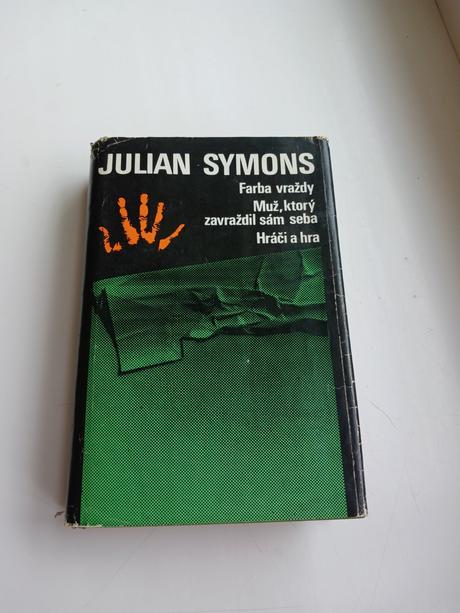 JULIAN SYMONS
Farba vraždy
Muž, ktorý
zavraždil sám seba
Hráči a hra